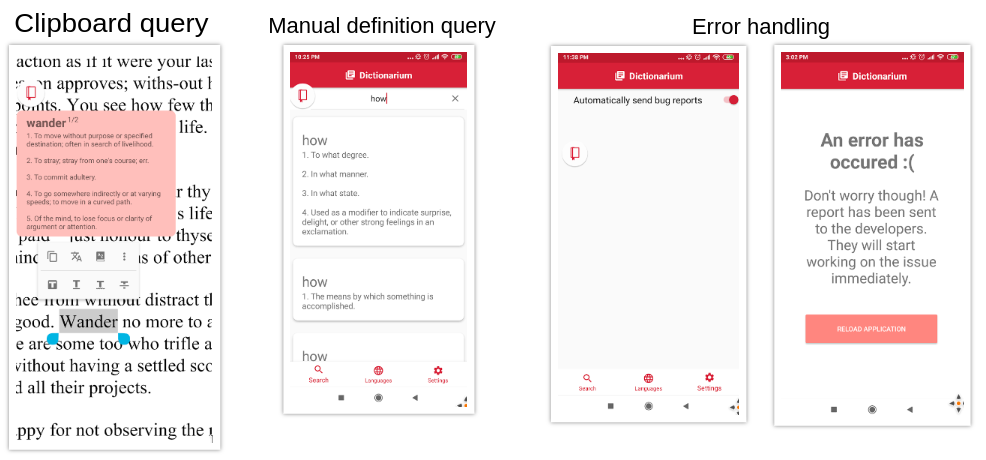 Clipboard query
Manual definition query
Error handling
action as if it were your las
on approves; withs-out h
points. You see how few th
life.
wander 1/2
1. To move without purpose or specified
destination; often in search of livelihood.
2. To stray; stray from one's course; err.
3. To commit adultery.
4. To go somewhere indirectly or at varying
speeds; to move in a curved path.
5. Of the mind, to lose focus or clarity of
argument or attention.
r thy
s life
paid just honour to thyse
ind ns of other
nee from without distract th
good. Wander no more to a
e are some too who trifle a
without having a settled sco
d all their projects.
appy for not observing the
10:25 PM
Dictionarium
how
how
1. To what degree.
2. In what manner.
3. In what state.
4. Used as a modifier to indicate surprise,
delight, or other strong feelings in an
exclamation.
how
1. The means by which something is
accomplished.
how
Search
Languages
Settings
11:38 PM
Dictionarium
Automatically send bug reports
Search
Languages
Settings
3:02 PM
Dictionarium
An error has
occured :(
Don't worry though! A
report has been sent
to the developers.
They will start
working on the issue
immediately.
RELOAD APPLICATION